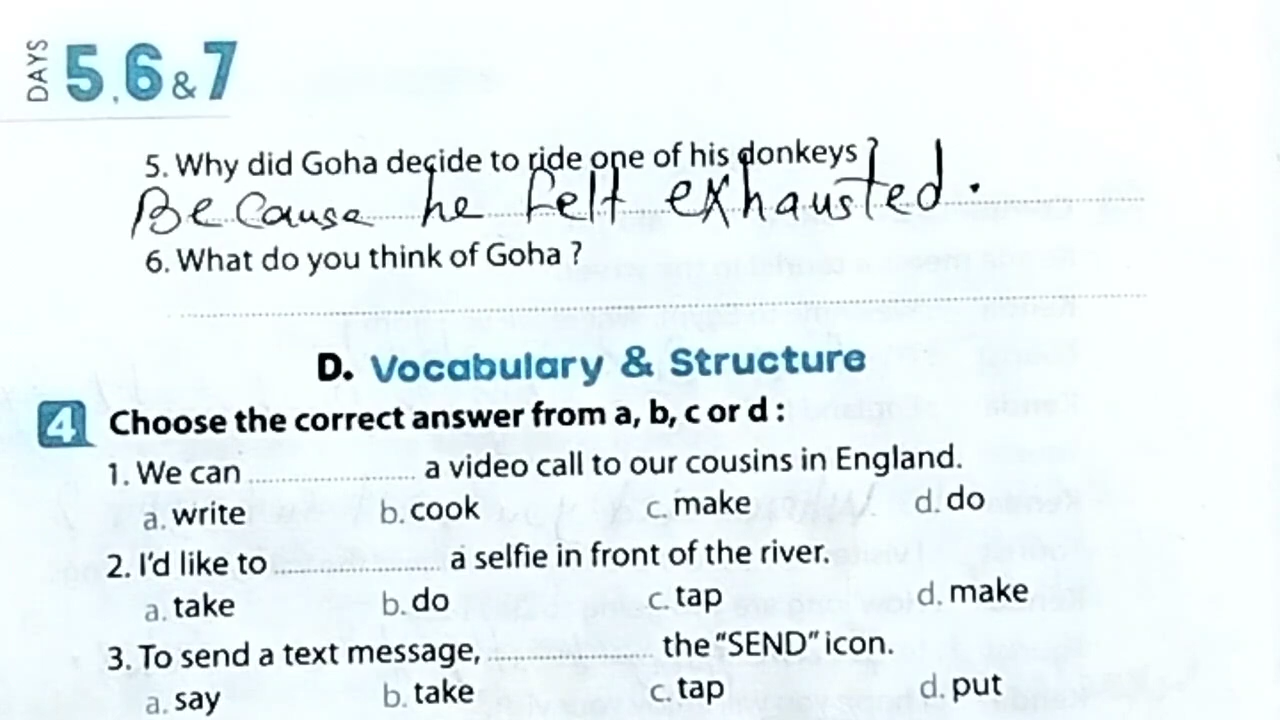 DAYS 5,6 & 7
5. Why did Goha decide to ride one of his donkeys ?
Because he felt exhausted.
6. What do you think of Goha ?
D. Vocabulary & Structure
4 Choose the correct answer from a, b, c or d :
1. We can .................... a video call to our cousins in England.
a. write b. cook c. make d. do
2. I'd like to .................... a selfie in front of the river.
a. take b. do c. tap d. make
3. To send a text message, .................... the "SEND" icon.
a. say b. take c. tap d. put